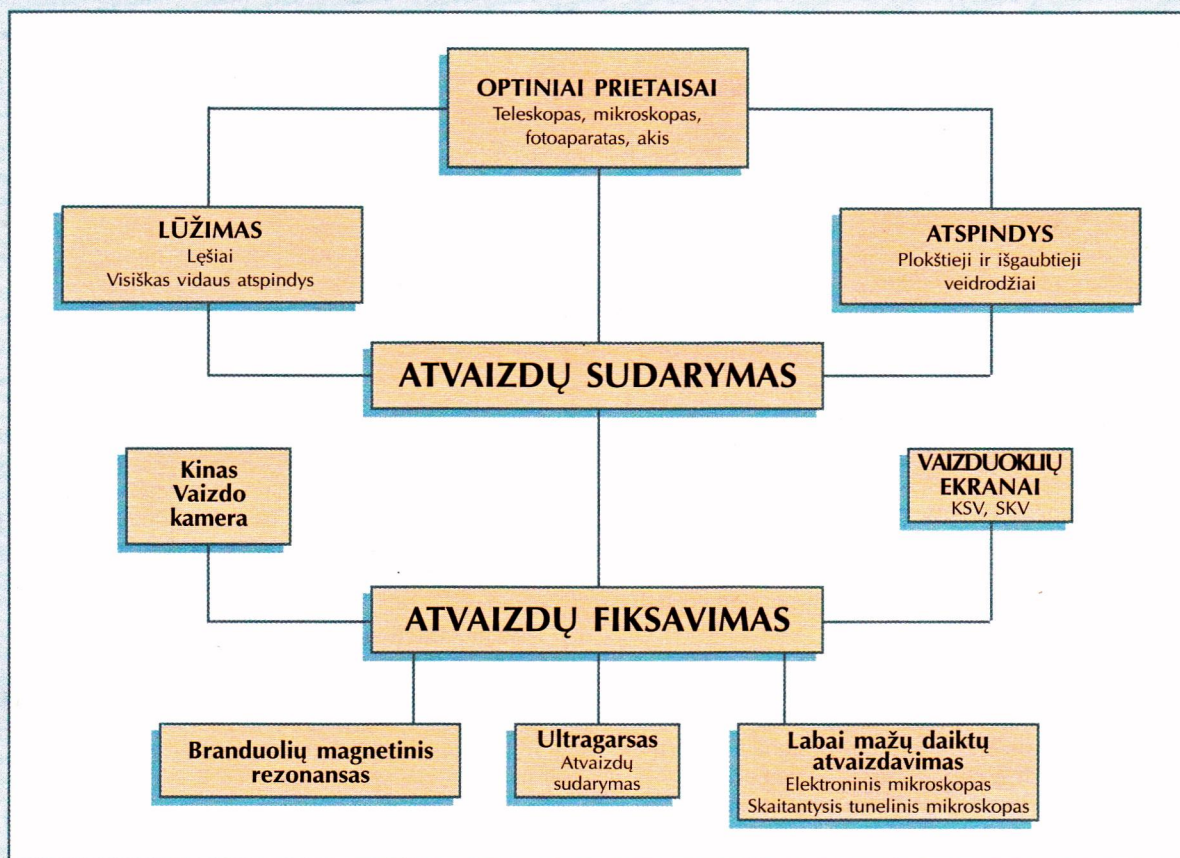 OPTINIAI PRIETAISAI
Teleskopas, mikroskopas,
fotoaparatas, akis
LŪŽIMAS
Lęšiai
Visiškas vidaus atspindys
ATSPINDYS
Plokštieji ir išgaubtieji
veidrodžiai
ATVAIZDŲ SUDARYMAS
Kinas
Vaizdo
kamera
VAIZDUOKLIŲ
EKRANAI
KSV, SKV
ATVAIZDŲ FIKSAVIMAS
Branduolių magnetinis
rezonansas
Ultragarsas
Atvaizdų
sudarymas
Labai mažų daiktų
atvaizdavimas
Elektroninis mikroskopas
Skaitantysis tunelinis mikroskopas